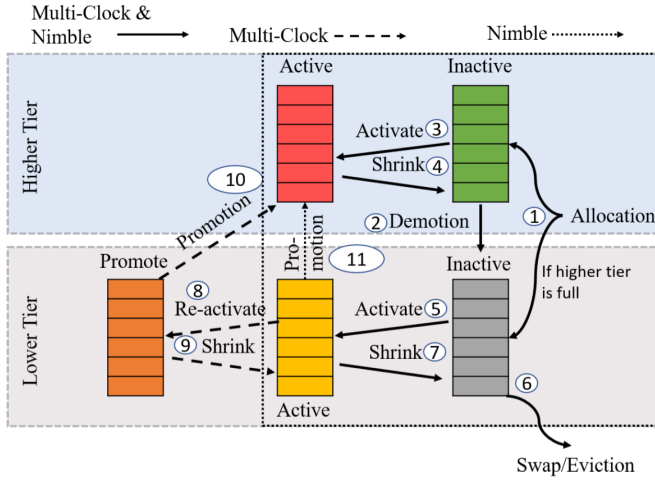 Multi-Clock &
Nimble
Multi-Clock
Nimble
Higher Tier
Active
Inactive
Activate 3
Shrink 4
10
Promotion
2 Demotion
1
Allocation
If higher tier
is full
Lower Tier
Promote
Pro-
motion
11
Inactive
8
Re-activate
9 Shrink
Activate 5
Shrink 7
6
Active
Swap/Eviction